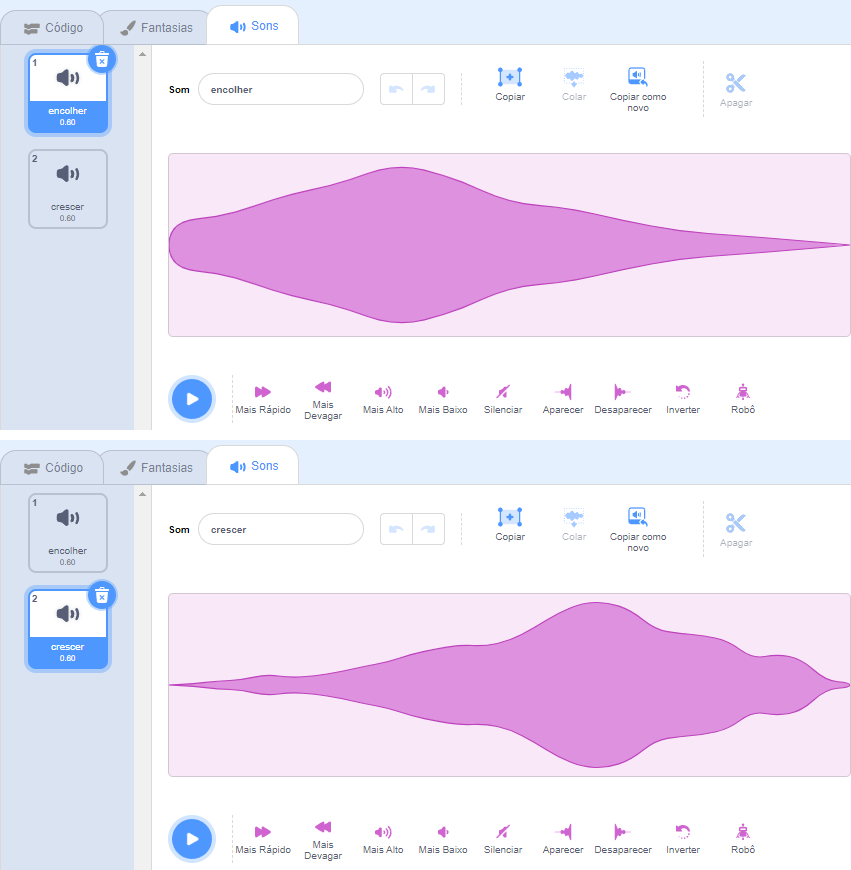 Código Fantasias Sons
1
encolher
0.60
2
crescer
0.60
Som encolher
Copiar Colar Copiar como novo Apagar
Mais Rápido Mais Devagar Mais Alto Mais Baixo Silenciar Aparecer Desaparecer Inverter Robô
Código Fantasias Sons
1
encolher
0.60
2
crescer
0.60
Som crescer
Copiar Colar Copiar como novo Apagar
Mais Rápido Mais Devagar Mais Alto Mais Baixo Silenciar Aparecer Desaparecer Inverter Robô